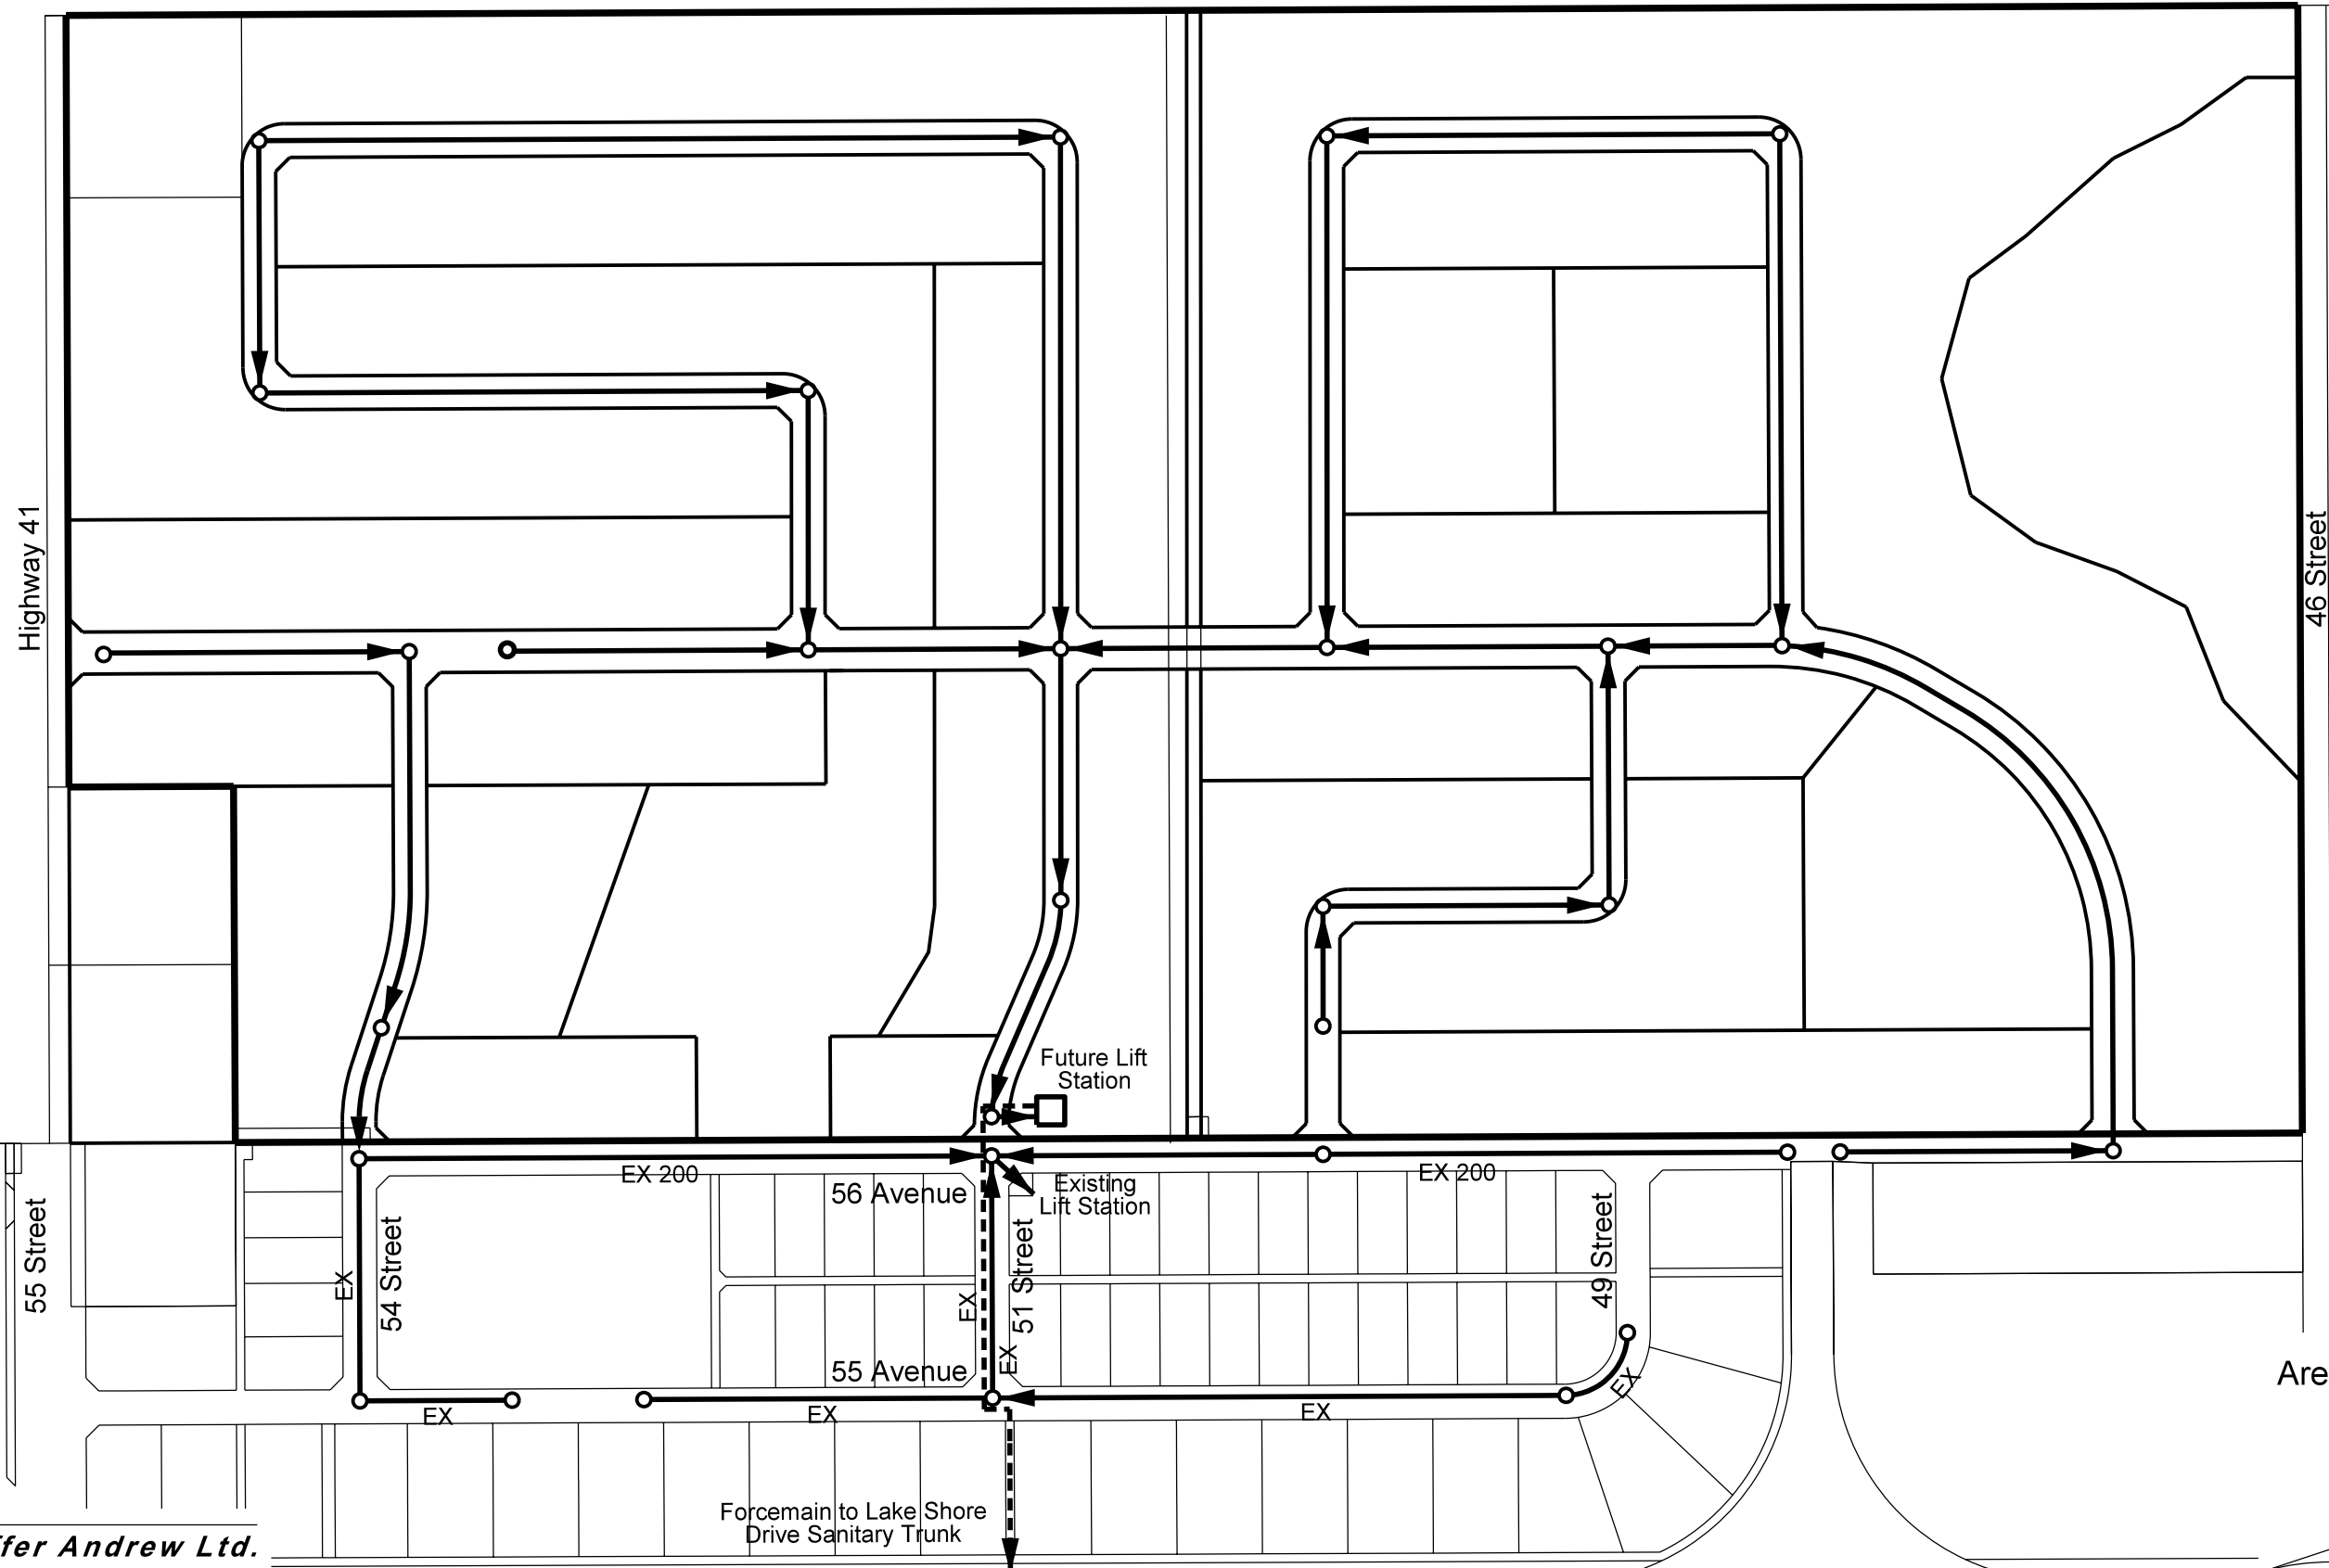 Highway 41
46 Street
Future Lift
Station
EX 200
EX 200
56 Avenue
Existing
Lift Station
55 Street
EX
54 Street
EX
51 Street
49 Street
55 Avenue
EX
EX
EX
EX
EX
Are
Forcemain to Lake Shore
Drive Sanitary Trunk
fer Andrew Ltd.